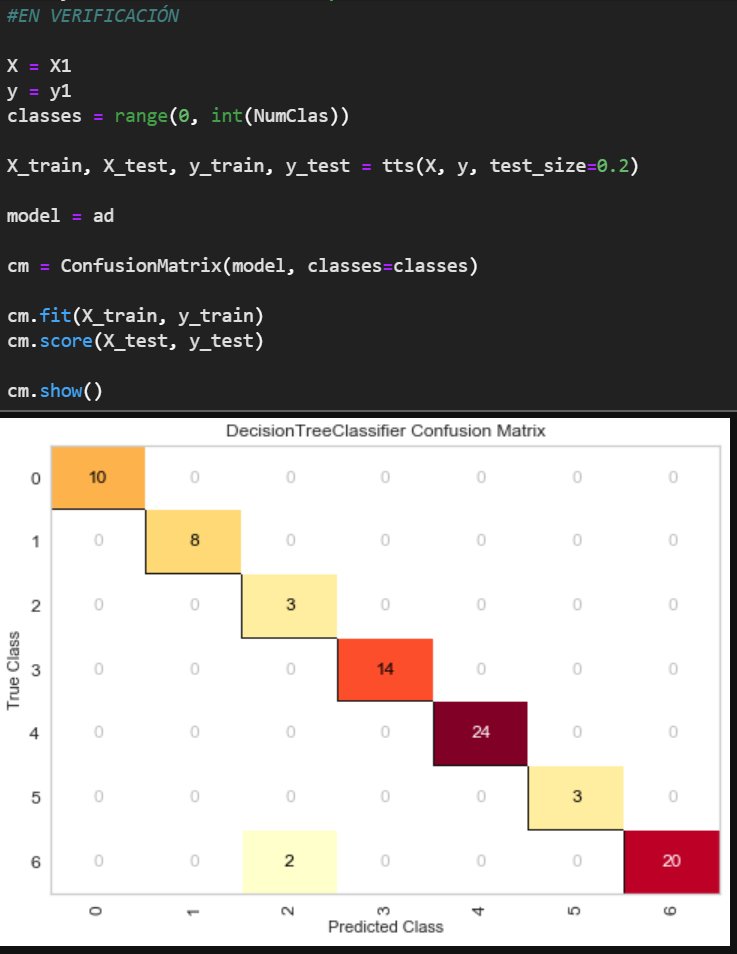 #EN VERIFICACIÓN
X = X1
y = y1
classes = range(0, int(NumClas))
X_train, X_test, y_train, y_test = tts(X, y, test_size=0.2)
model = ad
cm = ConfusionMatrix(model, classes=classes)
cm.fit(X_train, y_train)
cm.score(X_test, y_test)
cm.show()
DecisionTreeClassifier Confusion Matrix
True Class
0 10 0 0 0 0 0 0
1 0 8 0 0 0 0 0
2 0 0 3 0 0 0 0
3 0 0 0 14 0 0 0
4 0 0 0 0 24 0 0
5 0 0 0 0 0 3 0
6 0 0 2 0 0 0 20
0 1 2 3 4 5 6
Predicted Class